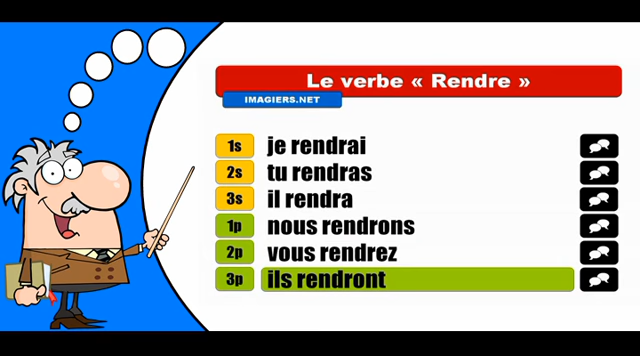 Le verbe « Rendre »
IMAGIERS.NET
1s je rendrai
2s tu rendras
3s il rendra
1p nous rendrons
2p vous rendrez
3p ils rendront